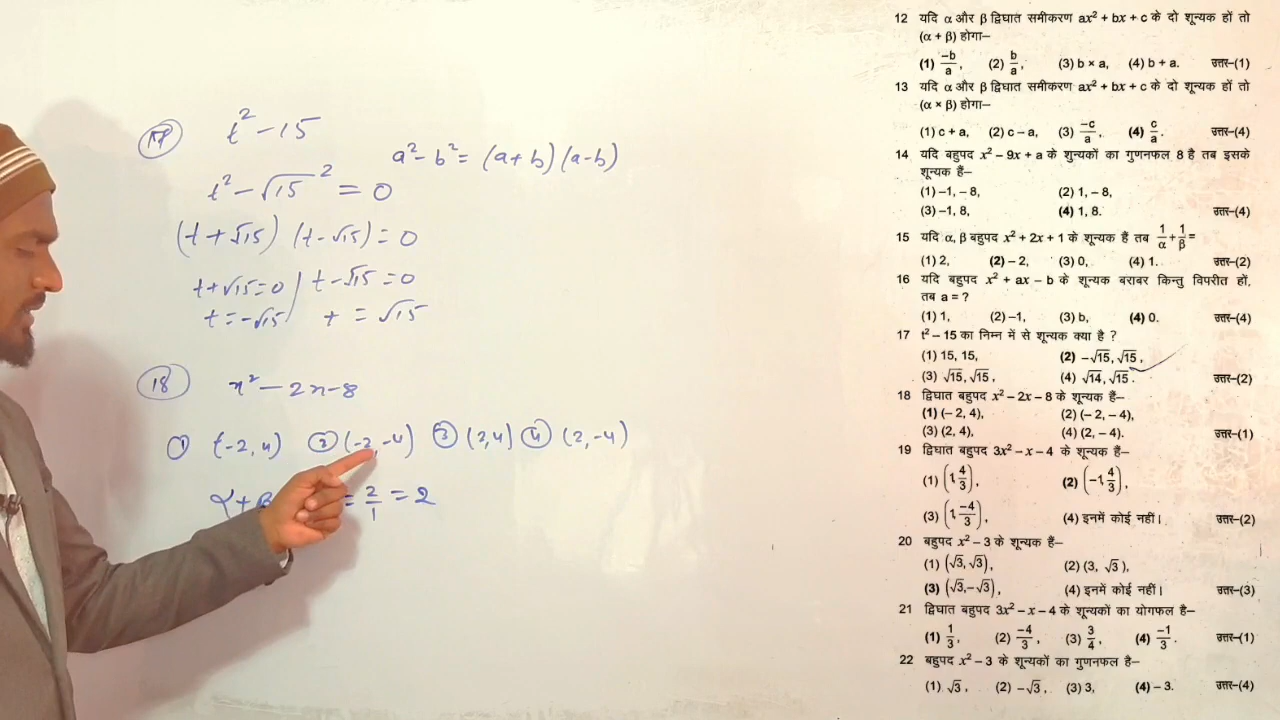 17 t² - 15
a² - b² = (a+b)(a-b)
t² - √15² = 0
(t+√15) (t-√15) = 0
t+√15=0 / t-√15=0
t=-√15 t = √15
18 x² - 2x - 8
① (-2, 4) ② (-2, -4) ③ (2, 4) ④ (2, -4)
α + β = 2/1 = 2
12 यदि α और β द्विघात समीकरण ax² + bx + c के दो शून्यक हों तो
(α + β) होगा–
(1) -b/a, (2) b/a, (3) b × a, (4) b + a. उत्तर–(1)
13 यदि α और β द्विघात समीकरण ax² + bx + c के दो शून्यक हों तो
(α × β) होगा–
(1) c + a, (2) c – a, (3) -c/a, (4) c/a. उत्तर–(4)
14 यदि बहुपद x² – 9x + a के शुन्यकों का गुणनफल 8 है तब इसके
शून्यक हैं–
(1) –1, – 8, (2) 1, – 8,
(3) –1, 8, (4) 1, 8. उत्तर–(4)
15 यदि α, β बहुपद x² + 2x + 1 के शून्यक हैं तब 1/α + 1/β =
(1) 2, (2) – 2, (3) 0, (4) 1. उत्तर–(2)
16 यदि बहुपद x² + ax – b के शून्यक बराबर किन्तु विपरीत हों,
तब a = ?
(1) 1, (2) –1, (3) b, (4) 0. उत्तर–(4)
17 t² – 15 का निम्न में से शून्यक क्या है ?
(1) 15, 15, (2) –√15, √15,
(3) √15, √15, (4) √14, √15. उत्तर–(2)
18 द्विघात बहुपद x² – 2x – 8 के शून्यक हैं–
(1) (– 2, 4), (2) (– 2, – 4),
(3) (2, 4), (4) (2, – 4). उत्तर–(1)
19 द्विघात बहुपद 3x² – x – 4 के शून्यक हैं–
(1) (1, 4/3), (2) (–1, 4/3),
(3) (1, -4/3), (4) इनमें कोई नहीं। उत्तर–(2)
20 बहुपद x² – 3 के शून्यक हैं–
(1) (√3, √3), (2) (3, √3),
(3) (√3, –√3), (4) इनमें कोई नहीं। उत्तर–(3)
21 द्विघात बहुपद 3x² – x – 4 के शून्यकों का योगफल है–
(1) 1/3, (2) -4/3, (3) 3/4, (4) -1/3. उत्तर–(1)
22 बहुपद x² – 3 के शून्यकों का गुणनफल है–
(1) √3, (2) – √3, (3) 3, (4) – 3. उत्तर–(4)